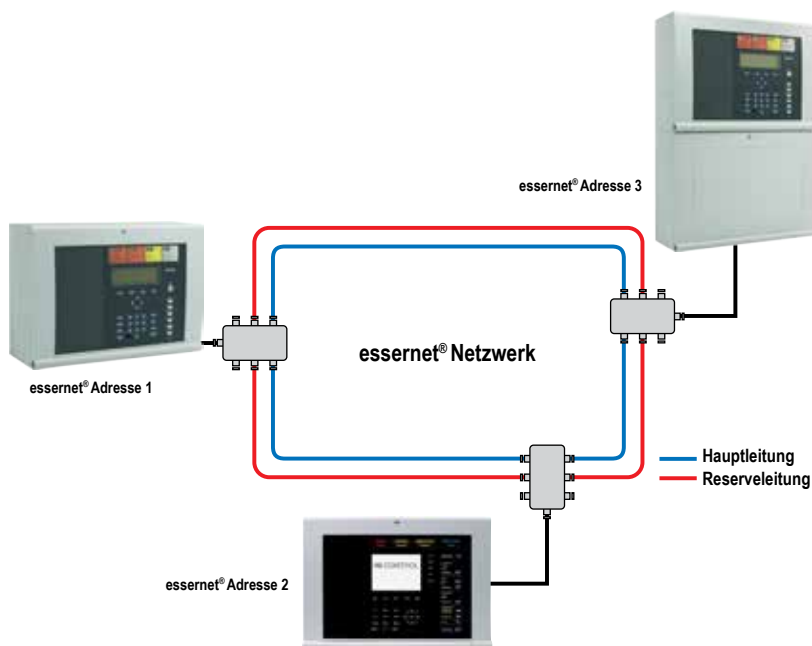 essernet® Adresse 3
essernet® Netzwerk
essernet® Adresse 1
Hauptleitung
Reserveleitung
essernet® Adresse 2